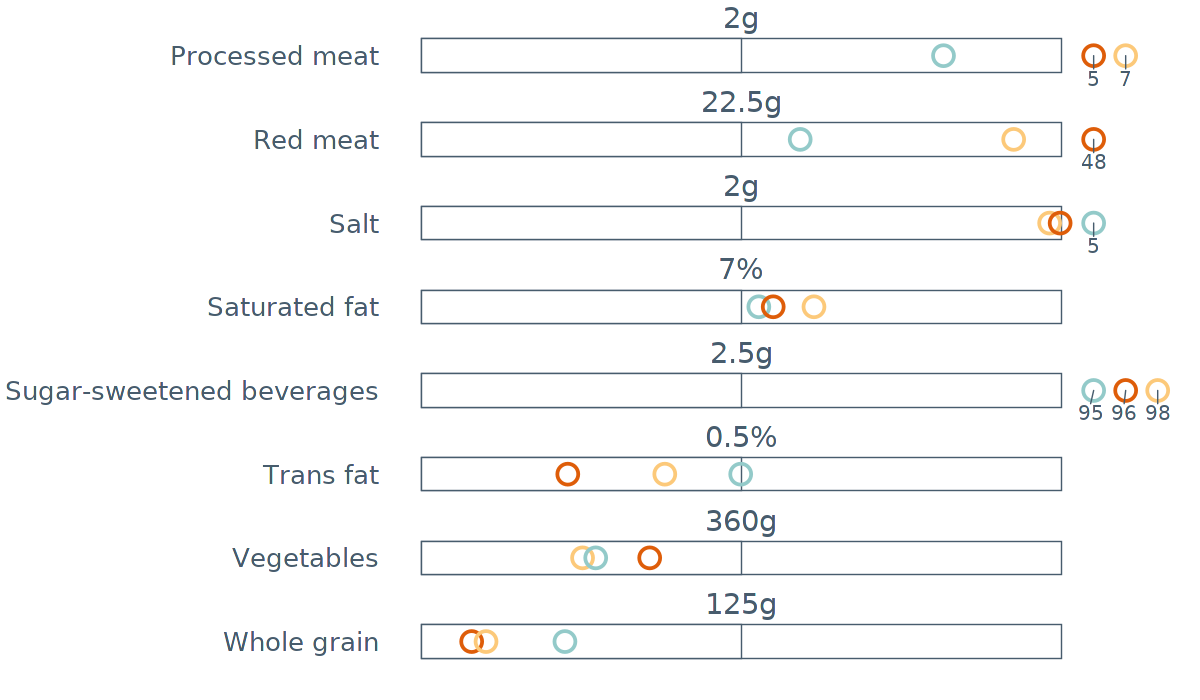 2g
Processed meat
5 7
22.5g
Red meat
48
2g
Salt
5
7%
Saturated fat
2.5g
Sugar-sweetened beverages
95 96 98
0.5%
Trans fat
360g
Vegetables
125g
Whole grain